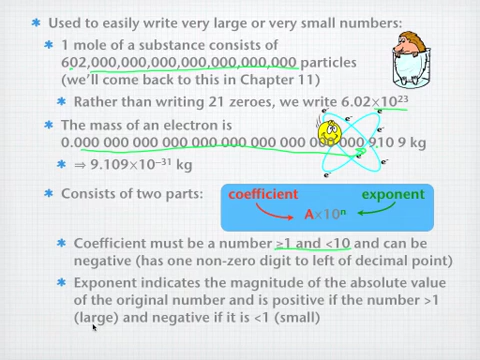 Used to easily write very large or very small numbers:
1 mole of a substance consists of
602,000,000,000,000,000,000,000 particles
(we'll come back to this in Chapter 11)
Rather than writing 21 zeroes, we write 6.02×10²³
The mass of an electron is
0.000 000 000 000 000 000 000 000 000 000 910 9 kg
⇒ 9.109×10⁻³¹ kg
e⁻ e⁻
e⁻ e⁻
e⁻ e⁻
Consists of two parts:
coefficient exponent
A×10ⁿ
Coefficient must be a number ≥1 and <10 and can be
negative (has one non-zero digit to left of decimal point)
Exponent indicates the magnitude of the absolute value
of the original number and is positive if the number >1
(large) and negative if it is <1 (small)